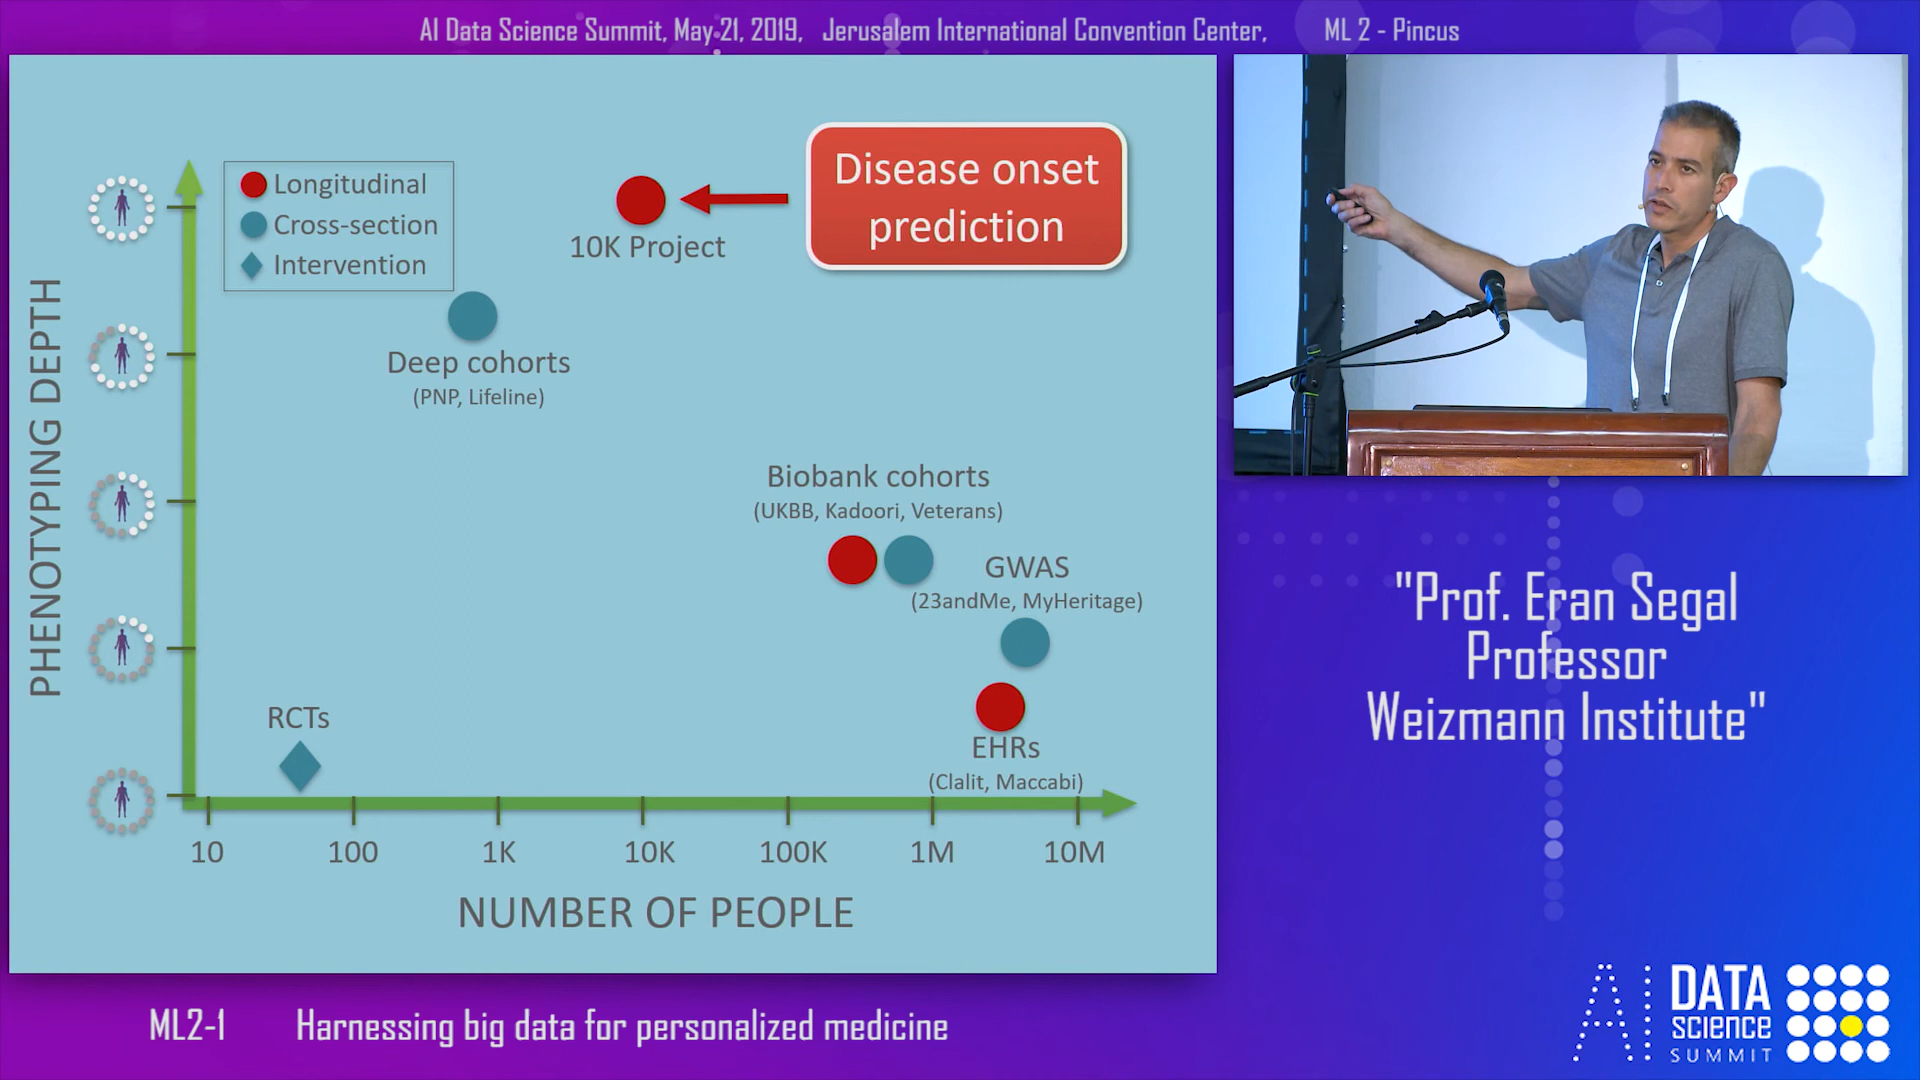 AI Data Science Summit, May 21, 2019, Jerusalem International Convention Center, ML 2 - Pincus
Longitudinal
Cross-section
Intervention
Disease onset
prediction
10K Project
Deep cohorts
(PNP, Lifeline)
Biobank cohorts
(UKBB, Kadoori, Veterans)
GWAS
(23andMe, MyHeritage)
RCTs
EHRs
(Clalit, Maccabi)
PHENOTYPING DEPTH
10 100 1K 10K 100K 1M 10M
NUMBER OF PEOPLE
"Prof. Eran Segal
Professor
Weizmann Institute"
ML2-1 Harnessing big data for personalized medicine
AI DATA
SCIENCE
SUMMIT